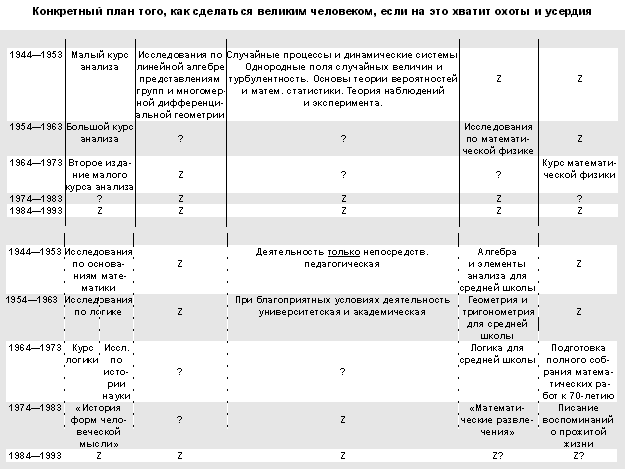 Конкретный план того, как сделаться великим человеком, если на это хватит охоты и усердия
1944—1953 Малый курс анализа Исследования по линейной алгебре представлениям групп и многомерной дифференциальной геометрии Случайные процессы и динамические системы Однородные поля случайных величин и турбулентность. Основы теории вероятностей и матем. статистики. Теория наблюдений и эксперимента. Z Z
1954—1963 Большой курс анализа ? ? Исследования по математической физике Z
1964—1973 Второе издание малого курса анализа Z ? ? Курс математической физики
1974—1983 ? Z Z Z ?
1984—1993 Z Z Z Z Z
1944—1953 Исследования по основаниям математики Z Деятельность только непосредств. педагогическая Алгебра и элементы анализа для средней школы Z
1954—1963 Исследования по логике Z При благоприятных условиях деятельность университетская и академическая Геометрия и тригонометрия для средней школы Z
1964—1973 Курс логики Иссл. по истории науки ? ? Логика для средней школы Подготовка полного собрания математических работ к 70-летию
1974—1983 «История форм человеческой мысли» ? Z «Математические развлечения» Писание воспоминаний о прожитой жизни
1984—1993 Z Z Z Z? Z?